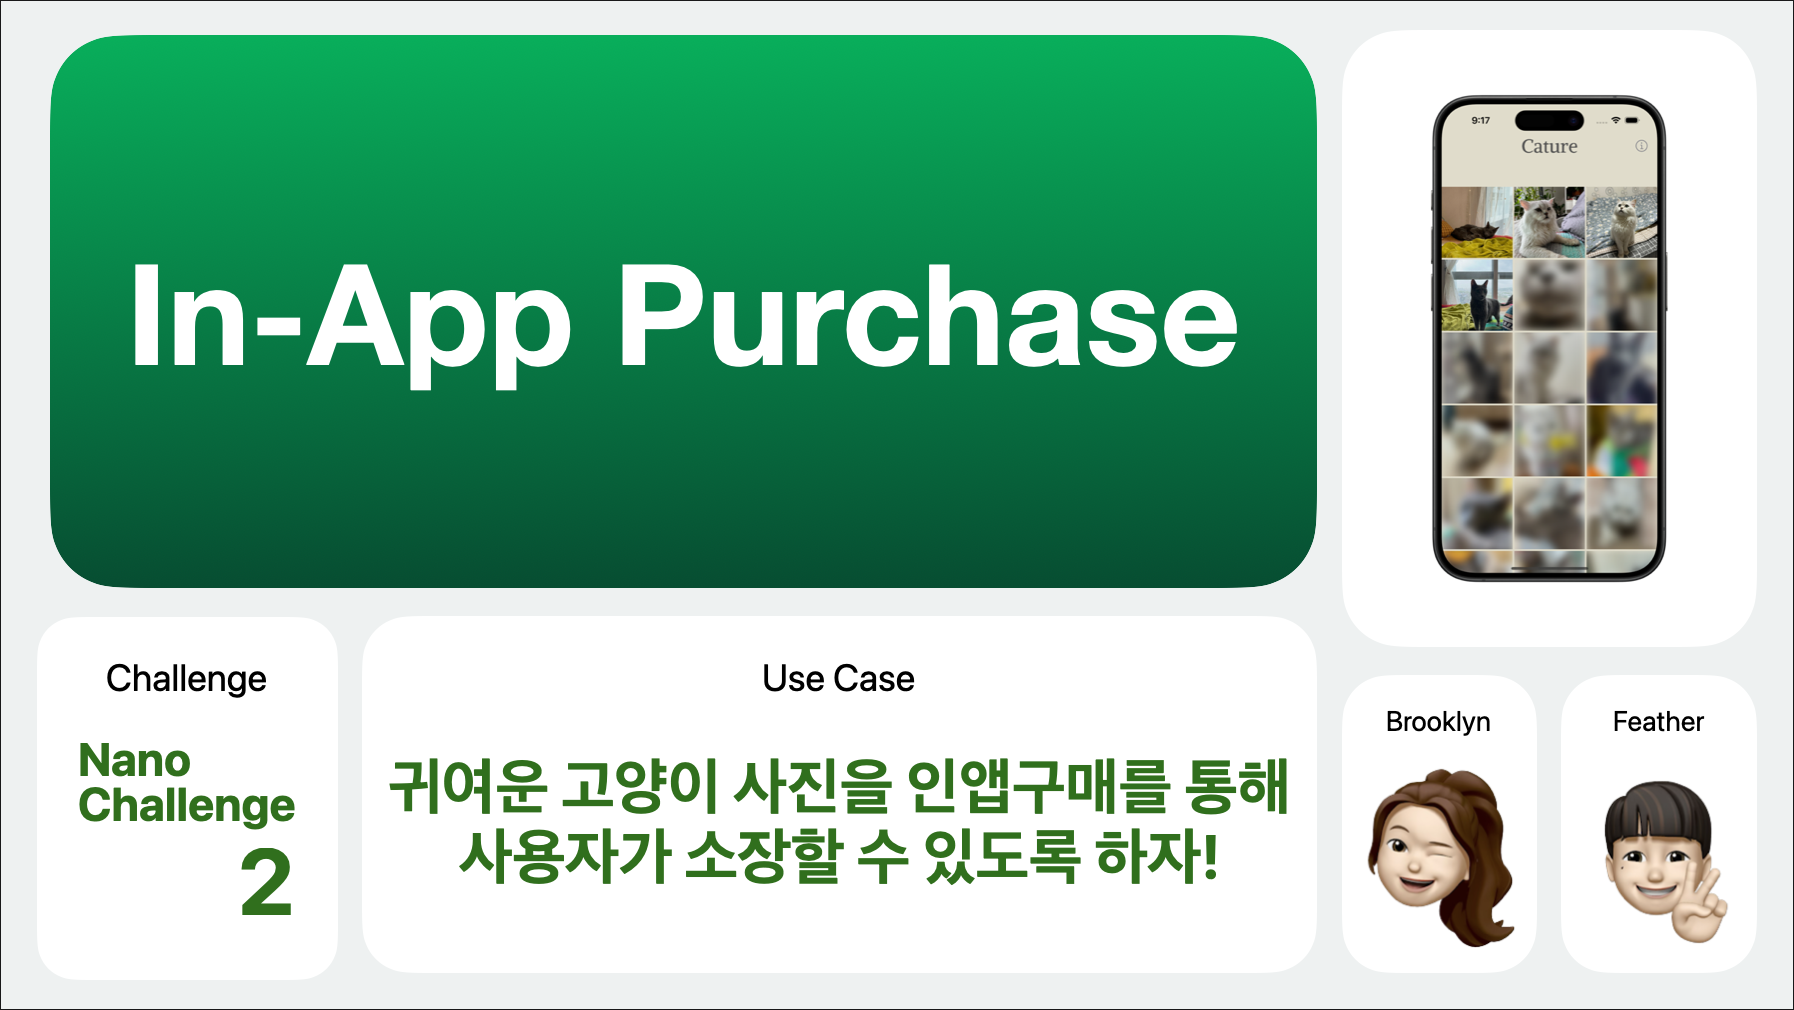 In-App Purchase
9:17
Cature
Challenge
Nano
Challenge
2
Use Case
귀여운 고양이 사진을 인앱구매를 통해
사용자가 소장할 수 있도록 하자!
Brooklyn
Feather